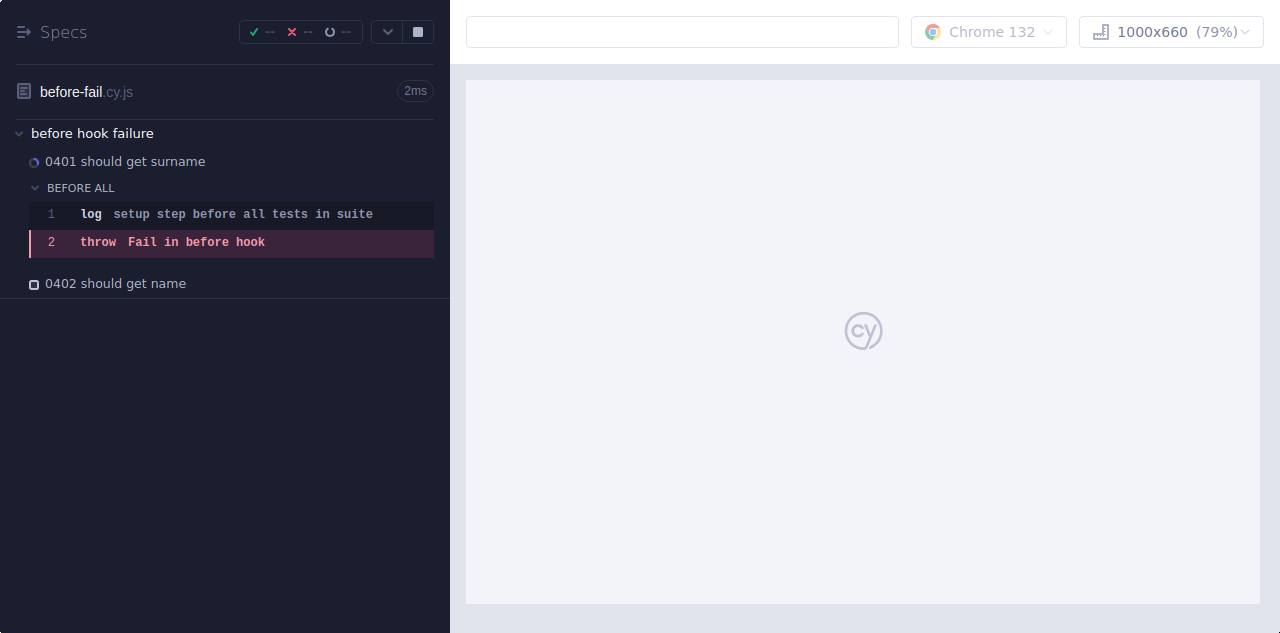 Specs
-- -- --
Chrome 132
1000x660 (79%)
before-fail.cy.js
2ms
before hook failure
0401 should get surname
BEFORE ALL
1 log setup step before all tests in suite
2 throw Fail in before hook
0402 should get name
cy